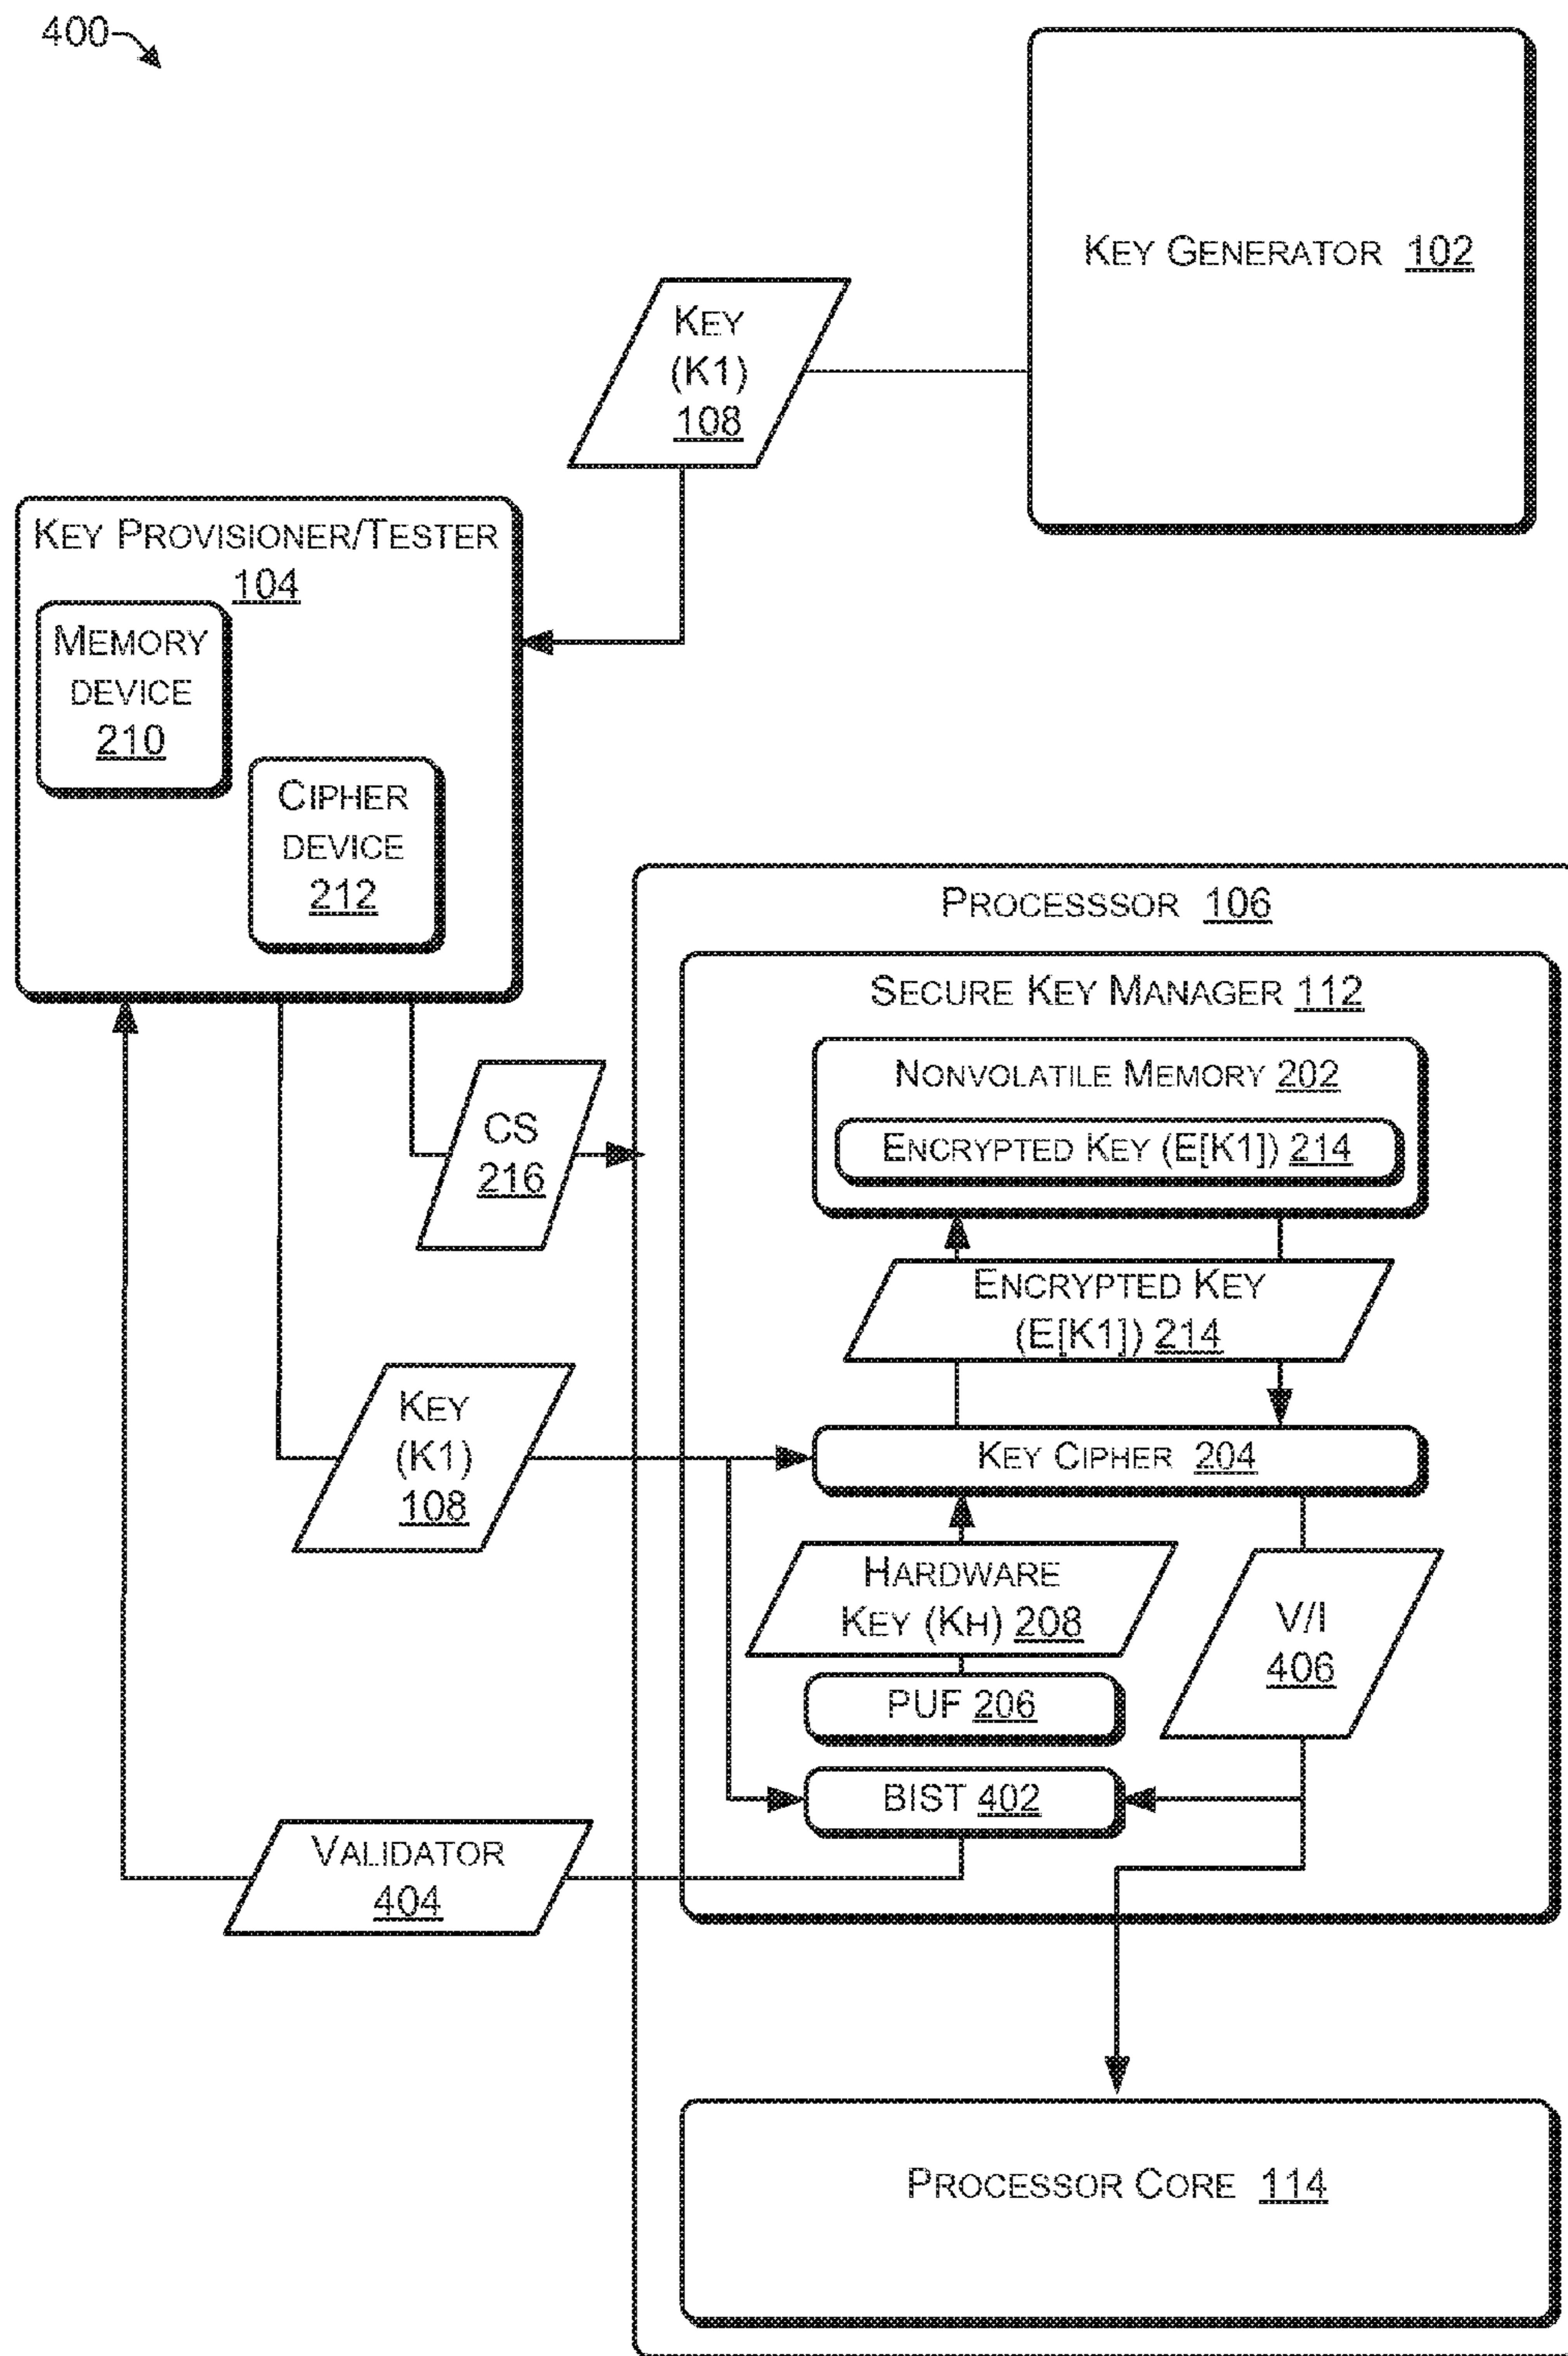 400
KEY GENERATOR 102
KEY
(K1)
108
KEY PROVISIONER/TESTER
104
MEMORY
DEVICE
210
CIPHER
DEVICE
212
PROCESSSOR 106
SECURE KEY MANAGER 112
NONVOLATILE MEMORY 202
ENCRYPTED KEY (E[K1]) 214
CS
216
ENCRYPTED KEY
(E[K1]) 214
KEY
(K1)
108
KEY CIPHER 204
HARDWARE
KEY (KH) 208
V/I
406
PUF 206
BIST 402
VALIDATOR
404
PROCESSOR CORE 114